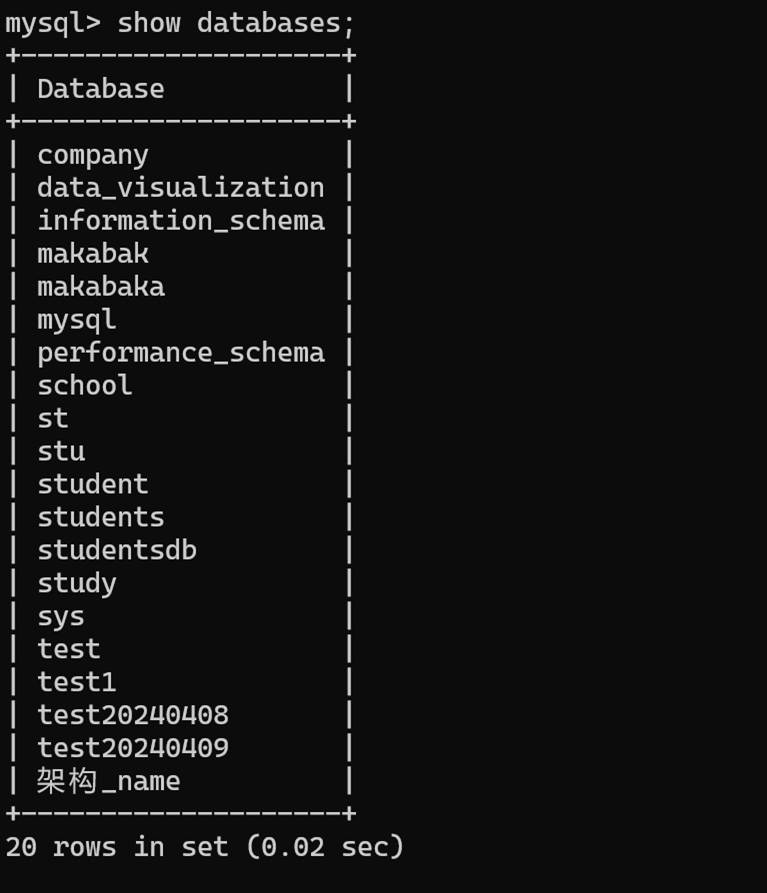 mysql> show databases;
+--------------------+
| Database           |
+--------------------+
| company            |
| data_visualization |
| information_schema |
| makabak            |
| makabaka           |
| mysql              |
| performance_schema |
| school             |
| st                 |
| stu                |
| student            |
| students           |
| studentsdb         |
| study              |
| sys                |
| test               |
| test1              |
| test20240408       |
| test20240409       |
| 架构_name          |
+--------------------+
20 rows in set (0.02 sec)